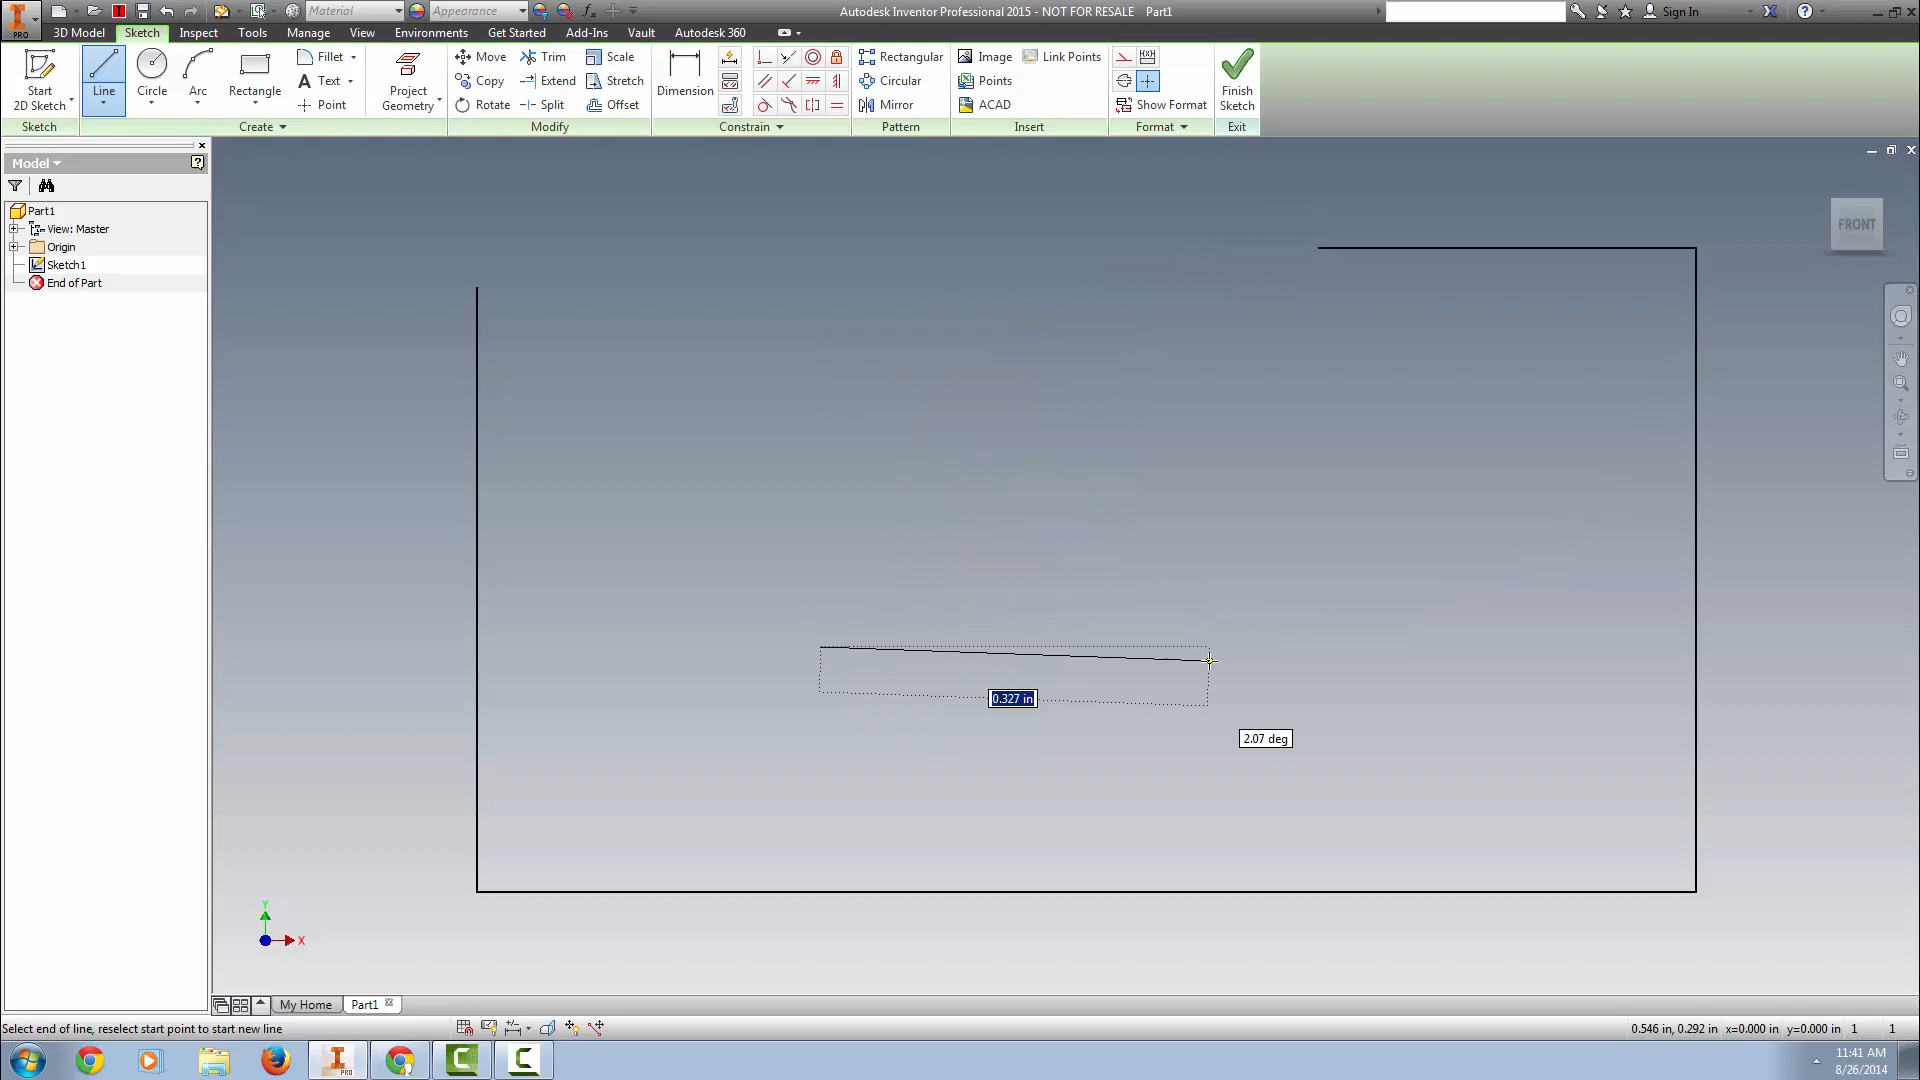 Material
Appearance
Autodesk Inventor Professional 2015 - NOT FOR RESALE Part1
Sign In
PRO
3D Model Sketch Inspect Tools Manage View Environments Get Started Add-Ins Vault Autodesk 360
Start
2D Sketch
Line
Circle
Arc
Rectangle
Fillet
Text
Point
Project
Geometry
Move
Copy
Rotate
Trim
Extend
Split
Scale
Stretch
Offset
Dimension
Rectangular
Circular
Mirror
Image
Points
ACAD
Link Points
Show Format
Finish
Sketch
Sketch Create Modify Constrain Pattern Insert Format Exit
Model
Part1
View: Master
Origin
Sketch1
End of Part
FRONT
0.327 in
2.07 deg
Y
X
My Home Part1
Select end of line, reselect start point to start new line
0.546 in, 0.292 in x=0.000 in y=0.000 in 1 1
PRO
11:41 AM
8/26/2014